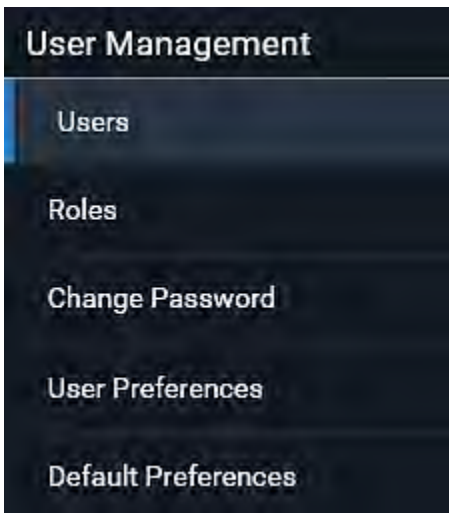 User Management
Users
Roles
Change Password
User Preferences
Default Preferences